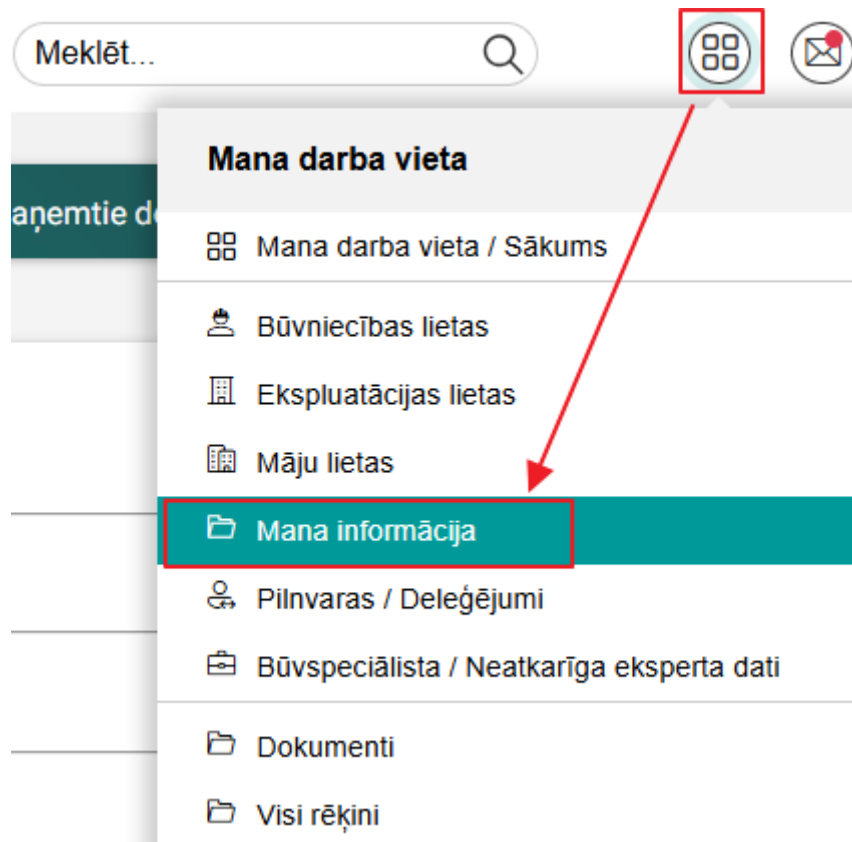 Meklēt...
Mana darba vieta
aņemtie d
Mana darba vieta / Sākums
Būvniecības lietas
Ekspluatācijas lietas
Māju lietas
Mana informācija
Pilnvaras / Deleģējumi
Būvspeciālista / Neatkarīga eksperta dati
Dokumenti
Visi rēķini